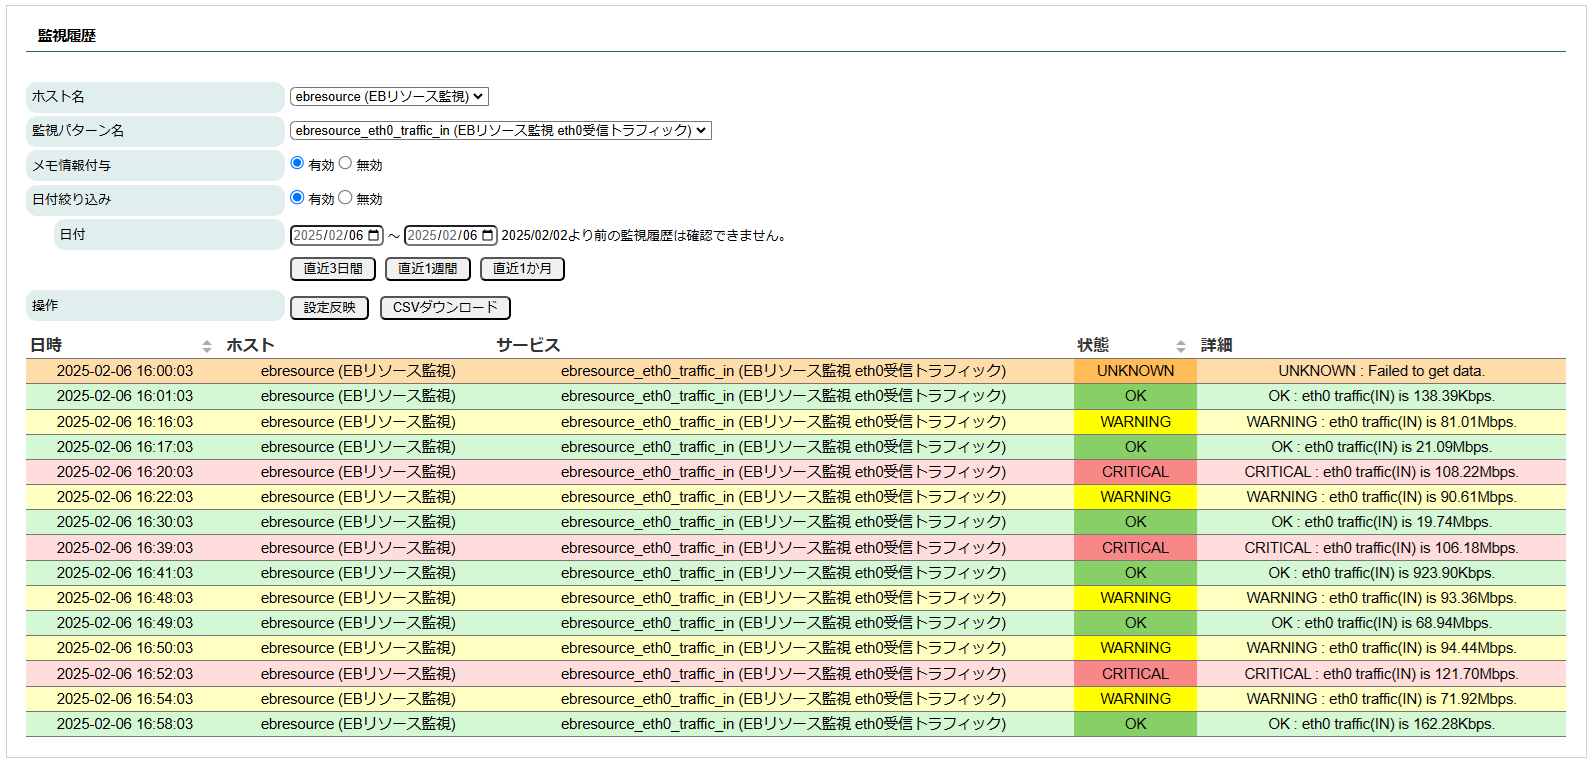 監視履歴
ホスト名 ebresource (EBリソース監視)
監視パターン名 ebresource_eth0_traffic_in (EBリソース監視 eth0受信トラフィック)
メモ情報付与 有効 無効
日付絞り込み 有効 無効
日付 2025/02/06 ～ 2025/02/06 2025/02/02より前の監視履歴は確認できません。
直近3日間 直近1週間 直近1か月
操作 設定反映 CSVダウンロード
日時 ホスト サービス 状態 詳細
2025-02-06 16:00:03 ebresource (EBリソース監視) ebresource_eth0_traffic_in (EBリソース監視 eth0受信トラフィック) UNKNOWN UNKNOWN : Failed to get data.
2025-02-06 16:01:03 ebresource (EBリソース監視) ebresource_eth0_traffic_in (EBリソース監視 eth0受信トラフィック) OK OK : eth0 traffic(IN) is 138.39Kbps.
2025-02-06 16:16:03 ebresource (EBリソース監視) ebresource_eth0_traffic_in (EBリソース監視 eth0受信トラフィック) WARNING WARNING : eth0 traffic(IN) is 81.01Mbps.
2025-02-06 16:17:03 ebresource (EBリソース監視) ebresource_eth0_traffic_in (EBリソース監視 eth0受信トラフィック) OK OK : eth0 traffic(IN) is 21.09Mbps.
2025-02-06 16:20:03 ebresource (EBリソース監視) ebresource_eth0_traffic_in (EBリソース監視 eth0受信トラフィック) CRITICAL CRITICAL : eth0 traffic(IN) is 108.22Mbps.
2025-02-06 16:22:03 ebresource (EBリソース監視) ebresource_eth0_traffic_in (EBリソース監視 eth0受信トラフィック) WARNING WARNING : eth0 traffic(IN) is 90.61Mbps.
2025-02-06 16:30:03 ebresource (EBリソース監視) ebresource_eth0_traffic_in (EBリソース監視 eth0受信トラフィック) OK OK : eth0 traffic(IN) is 19.74Mbps.
2025-02-06 16:39:03 ebresource (EBリソース監視) ebresource_eth0_traffic_in (EBリソース監視 eth0受信トラフィック) CRITICAL CRITICAL : eth0 traffic(IN) is 106.18Mbps.
2025-02-06 16:41:03 ebresource (EBリソース監視) ebresource_eth0_traffic_in (EBリソース監視 eth0受信トラフィック) OK OK : eth0 traffic(IN) is 923.90Kbps.
2025-02-06 16:48:03 ebresource (EBリソース監視) ebresource_eth0_traffic_in (EBリソース監視 eth0受信トラフィック) WARNING WARNING : eth0 traffic(IN) is 93.36Mbps.
2025-02-06 16:49:03 ebresource (EBリソース監視) ebresource_eth0_traffic_in (EBリソース監視 eth0受信トラフィック) OK OK : eth0 traffic(IN) is 68.94Mbps.
2025-02-06 16:50:03 ebresource (EBリソース監視) ebresource_eth0_traffic_in (EBリソース監視 eth0受信トラフィック) WARNING WARNING : eth0 traffic(IN) is 94.44Mbps.
2025-02-06 16:52:03 ebresource (EBリソース監視) ebresource_eth0_traffic_in (EBリソース監視 eth0受信トラフィック) CRITICAL CRITICAL : eth0 traffic(IN) is 121.70Mbps.
2025-02-06 16:54:03 ebresource (EBリソース監視) ebresource_eth0_traffic_in (EBリソース監視 eth0受信トラフィック) WARNING WARNING : eth0 traffic(IN) is 71.92Mbps.
2025-02-06 16:58:03 ebresource (EBリソース監視) ebresource_eth0_traffic_in (EBリソース監視 eth0受信トラフィック) OK OK : eth0 traffic(IN) is 162.28Kbps.